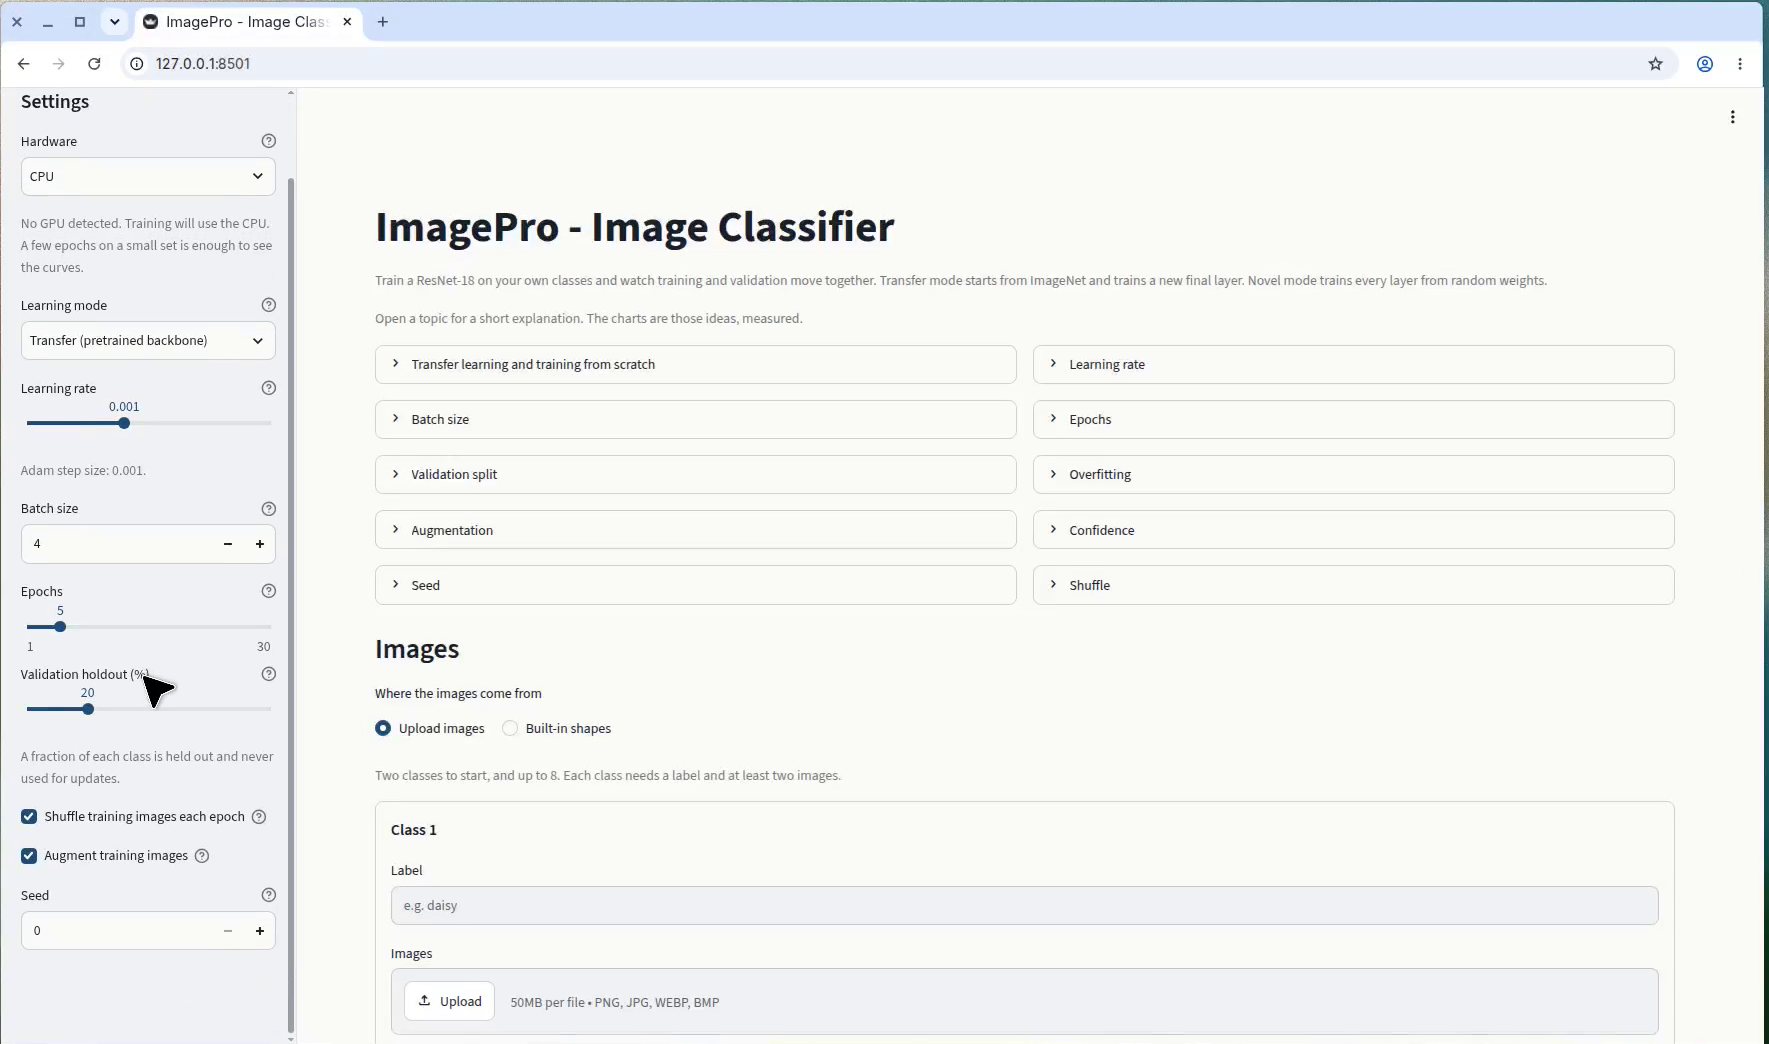 ImagePro - Image Clas
127.0.0.1:8501
Settings
Hardware
CPU
No GPU detected. Training will use the CPU.
A few epochs on a small set is enough to see
the curves.
Learning mode
Transfer (pretrained backbone)
Learning rate
0.001
Adam step size: 0.001.
Batch size
4
Epochs
5
1
30
Validation holdout (%)
20
A fraction of each class is held out and never
used for updates.
Shuffle training images each epoch
Augment training images
Seed
0
ImagePro - Image Classifier
Train a ResNet-18 on your own classes and watch training and validation move together. Transfer mode starts from ImageNet and trains a new final layer. Novel mode trains every layer from random weights.
Open a topic for a short explanation. The charts are those ideas, measured.
Transfer learning and training from scratch
Learning rate
Batch size
Epochs
Validation split
Overfitting
Augmentation
Confidence
Seed
Shuffle
Images
Where the images come from
Upload images
Built-in shapes
Two classes to start, and up to 8. Each class needs a label and at least two images.
Class 1
Label
e.g. daisy
Images
Upload
50MB per file • PNG, JPG, WEBP, BMP